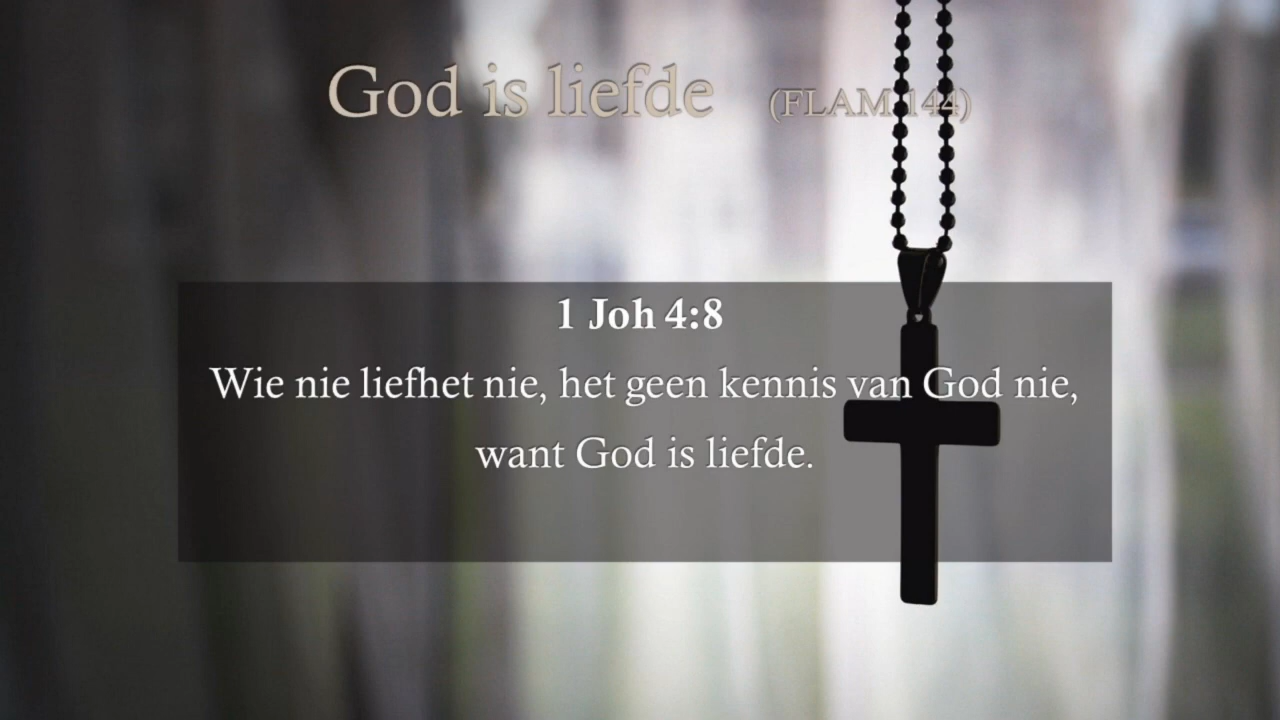 God is liefde (FLAM 144)
1 Joh 4:8
Wie nie liefhet nie, het geen kennis van God nie,
want God is liefde.